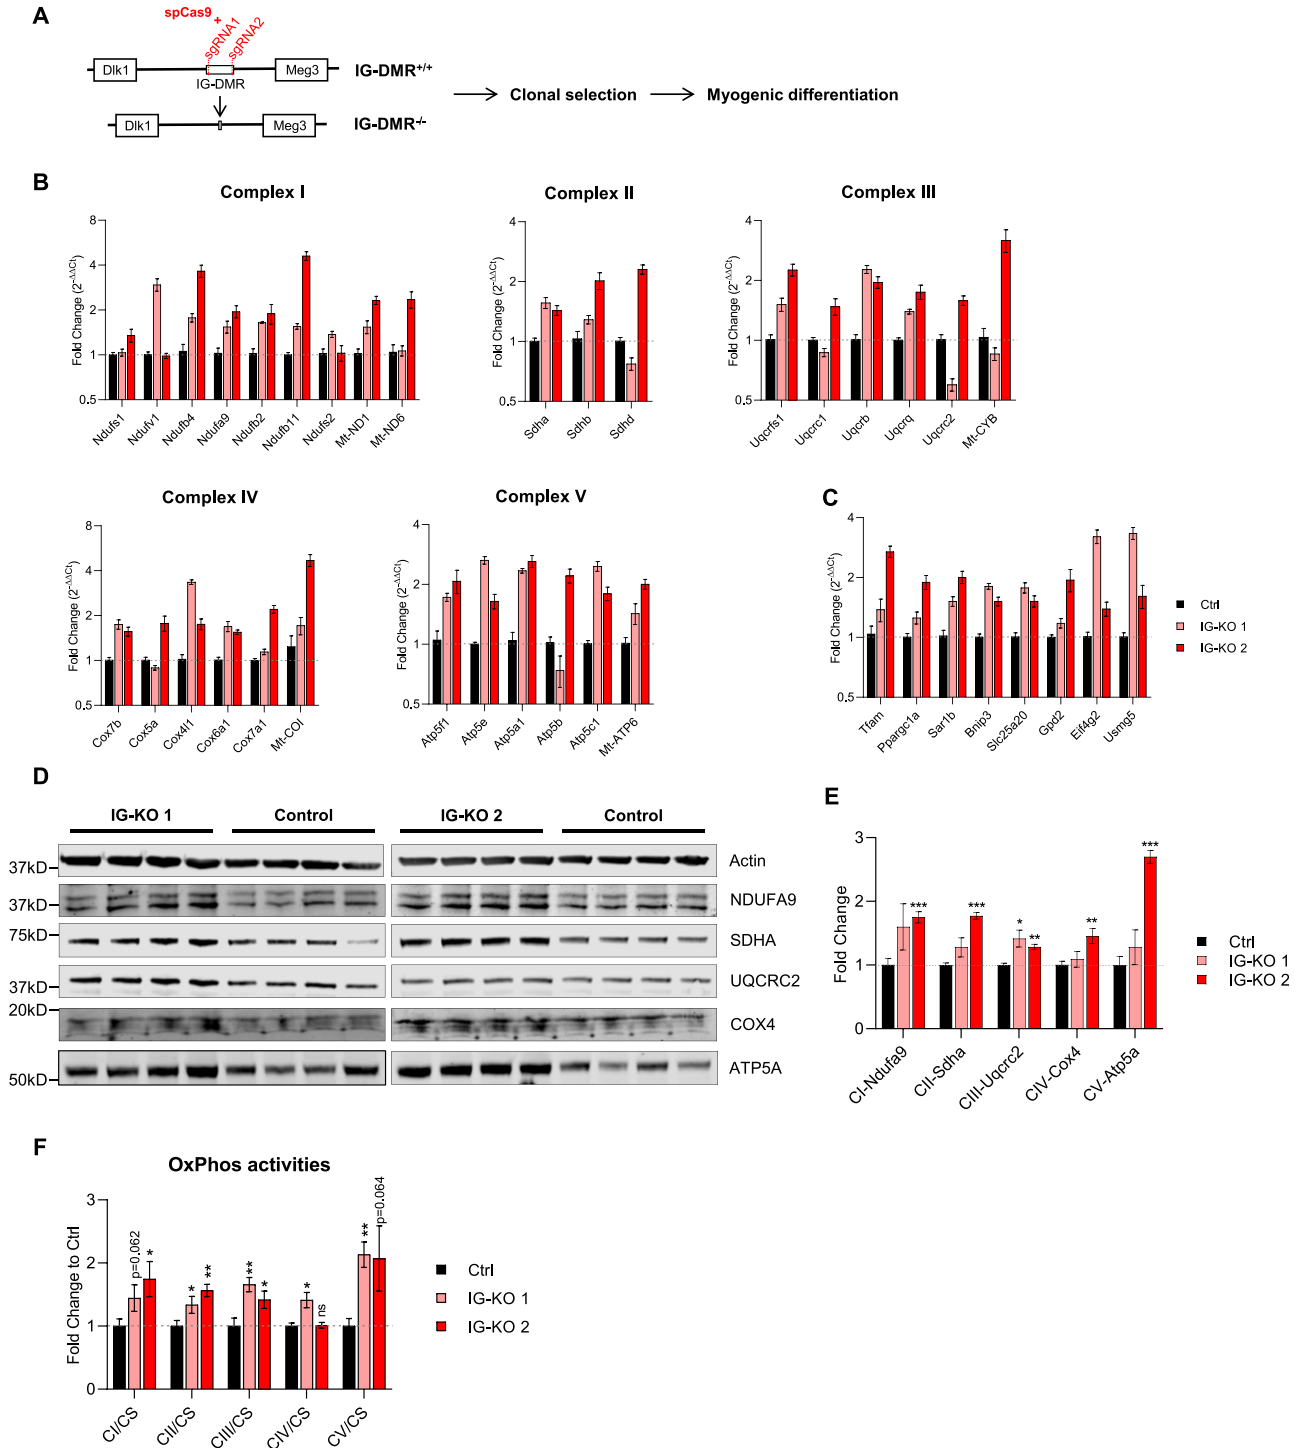 A
spCas9
+
sgRNA1
sgRNA2
Dlk1
Meg3
IG-DMR+/+
IG-DMR
Clonal selection
Myogenic differentiation
Dlk1
Meg3
IG-DMR-/-
B
Complex I
Fold Change (2-ΔΔCt)
8
4
2
1
0.5
Ndufs1
Ndufv1
Ndufb4
Ndufa9
Ndufb2
Ndufb11
Ndufs2
Mt-ND1
Mt-ND6
Complex II
Fold Change (2-ΔΔCt)
4
2
1
0.5
Sdha
Sdhb
Sdhd
Complex III
Fold Change (2-ΔΔCt)
4
2
1
0.5
Uqcrfs1
Uqcrc1
Uqcrb
Uqcrq
Uqcrc2
Mt-CYB
Complex IV
Fold Change (2-ΔΔCt)
8
4
2
1
0.5
Cox7b
Cox5a
Cox4l1
Cox6a1
Cox7a1
Mt-COI
Complex V
Fold Change (2-ΔΔCt)
4
2
1
0.5
Atp5f1
Atp5e
Atp5a1
Atp5b
Atp5c1
Mt-ATP6
C
Fold Change (2-ΔΔCt)
4
2
1
0.5
Tfam
Ppargc1a
Sar1b
Bnip3
Slc25a20
Gpd2
Eif4g2
Usmg5
Ctrl
IG-KO 1
IG-KO 2
D
IG-KO 1
Control
IG-KO 2
Control
37kD
Actin
37kD
NDUFA9
75kD
SDHA
37kD
UQCRC2
20kD
COX4
50kD
ATP5A
E
Fold Change
3
2
1
0
***
***
*
**
**
***
CI-Ndufa9
CII-Sdha
CIII-Uqcrc2
CIV-Cox4
CV-Atp5a
Ctrl
IG-KO 1
IG-KO 2
F
OxPhos activities
Fold Change to Ctrl
3
2
1
0
p=0.062
*
*
**
**
*
*
ns
**
p=0.064
CI/CS
CII/CS
CIII/CS
CIV/CS
CV/CS
Ctrl
IG-KO 1
IG-KO 2